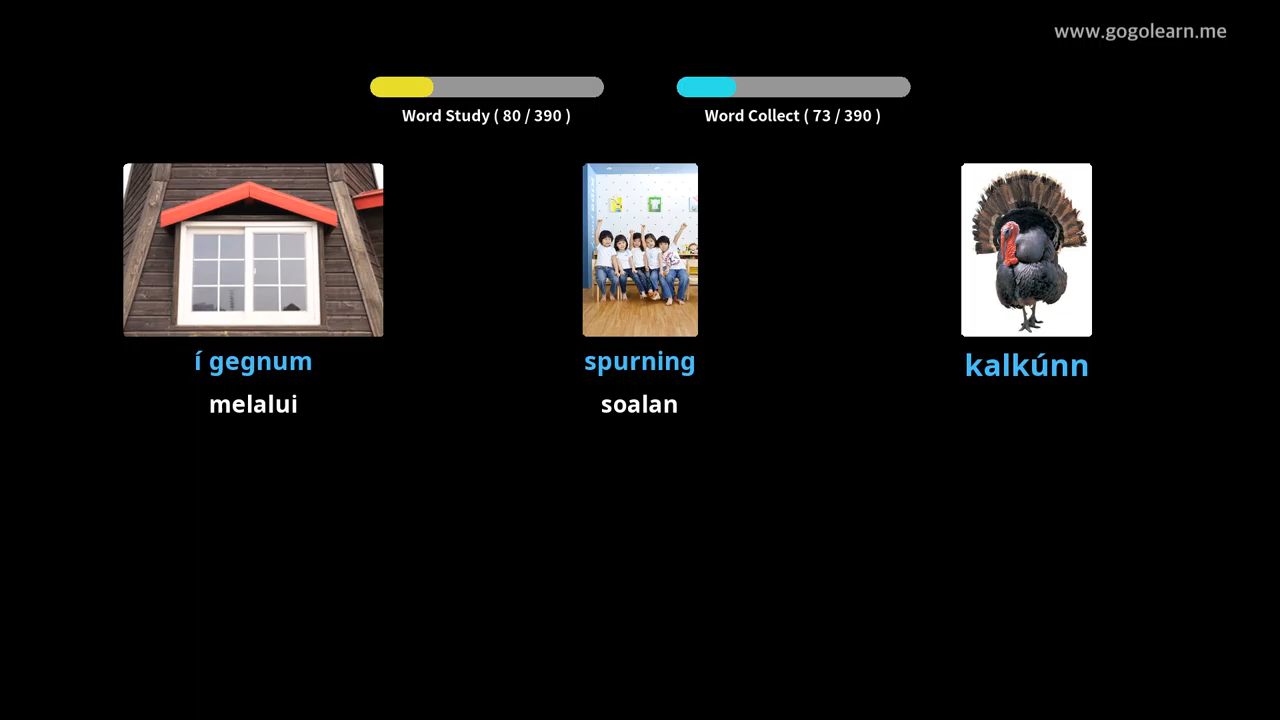 www.gogolearn.me
Word Study ( 80 / 390 )
Word Collect ( 73 / 390 )
í gegnum
melalui
spurning
soalan
kalkúnn